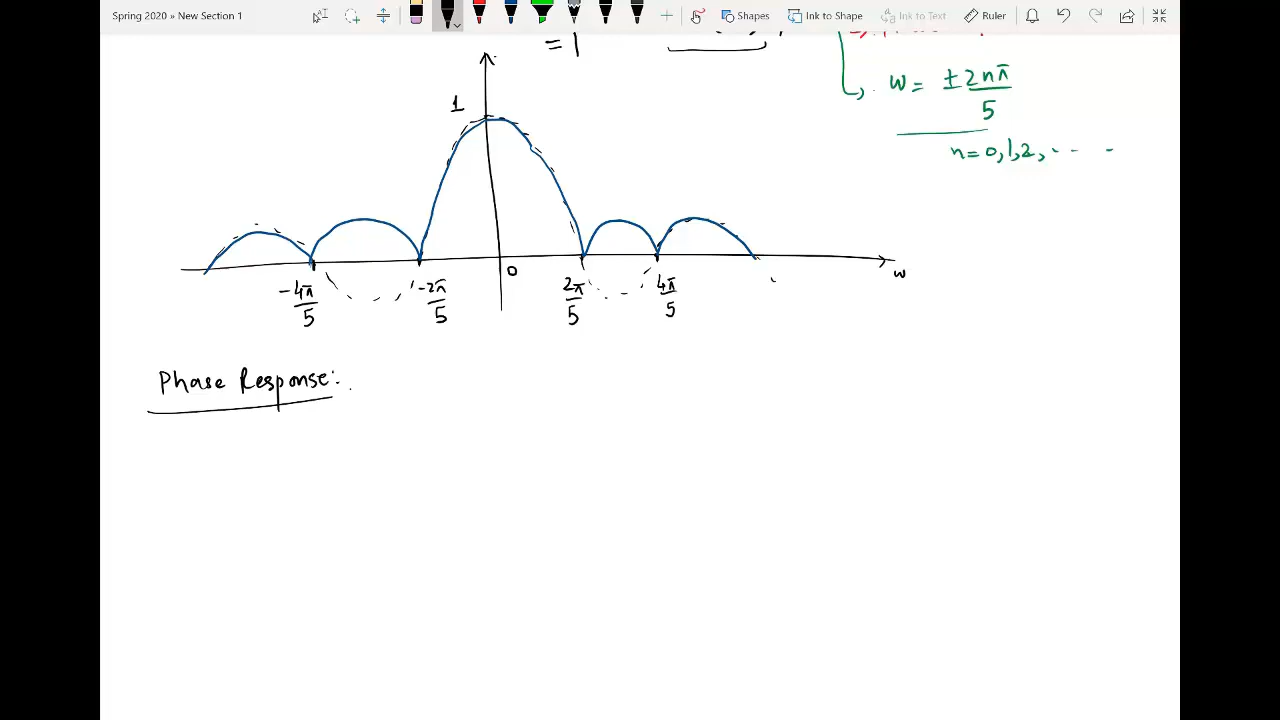 Spring 2020 » New Section 1
Shapes
Ink to Shape
Ink to Text
Ruler
= 1
w = ± 2nπ
5
n = 0, 1, 2, . . . .
1
0
w
-4π
5
-2π
5
2π
5
4π
5
Phase Response: